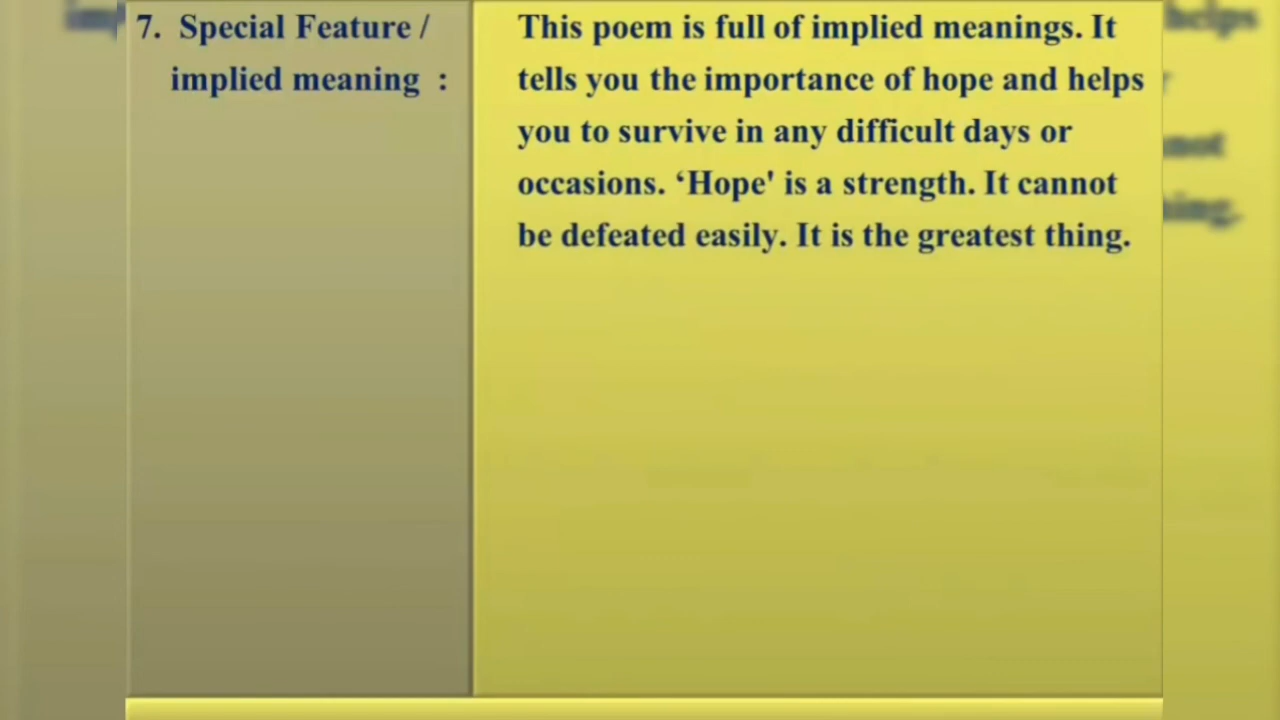 7. Special Feature /
implied meaning :
This poem is full of implied meanings. It
tells you the importance of hope and helps
you to survive in any difficult days or
occasions. ‘Hope' is a strength. It cannot
be defeated easily. It is the greatest thing.